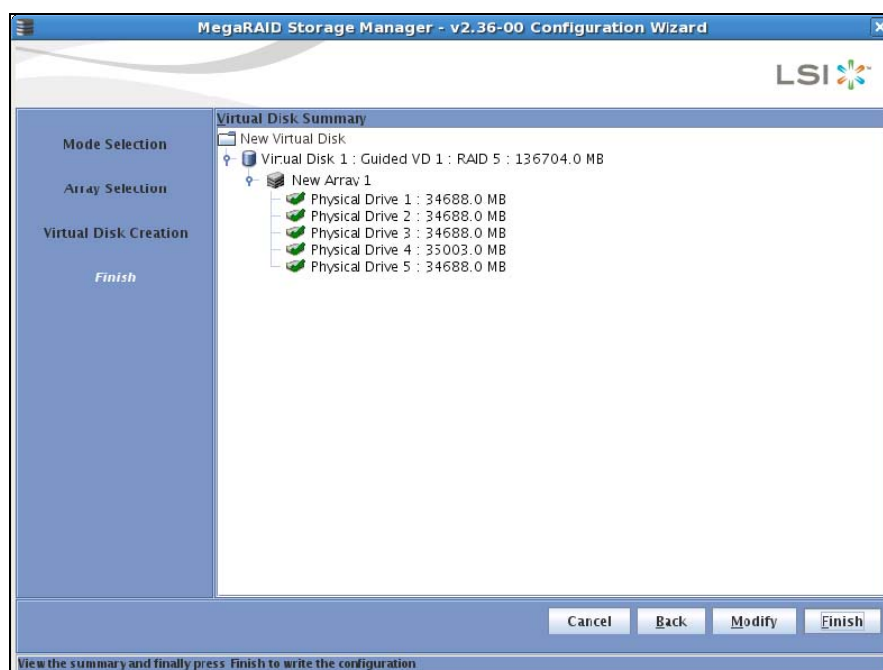 MegaRAID Storage Manager - v2.36-00 Configuration Wizard
LSI
Mode Selection
Array Selection
Virtual Disk Creation
Finish
Virtual Disk Summary
New Virtual Disk
Virtual Disk 1 : Guided VD 1 : RAID 5 : 136704.0 MB
New Array 1
Physical Drive 1 : 34688.0 MB
Physical Drive 2 : 34688.0 MB
Physical Drive 3 : 34688.0 MB
Physical Drive 4 : 35003.0 MB
Physical Drive 5 : 34688.0 MB
Cancel Back Modify Finish
View the summary and finally press Finish to write the configuration